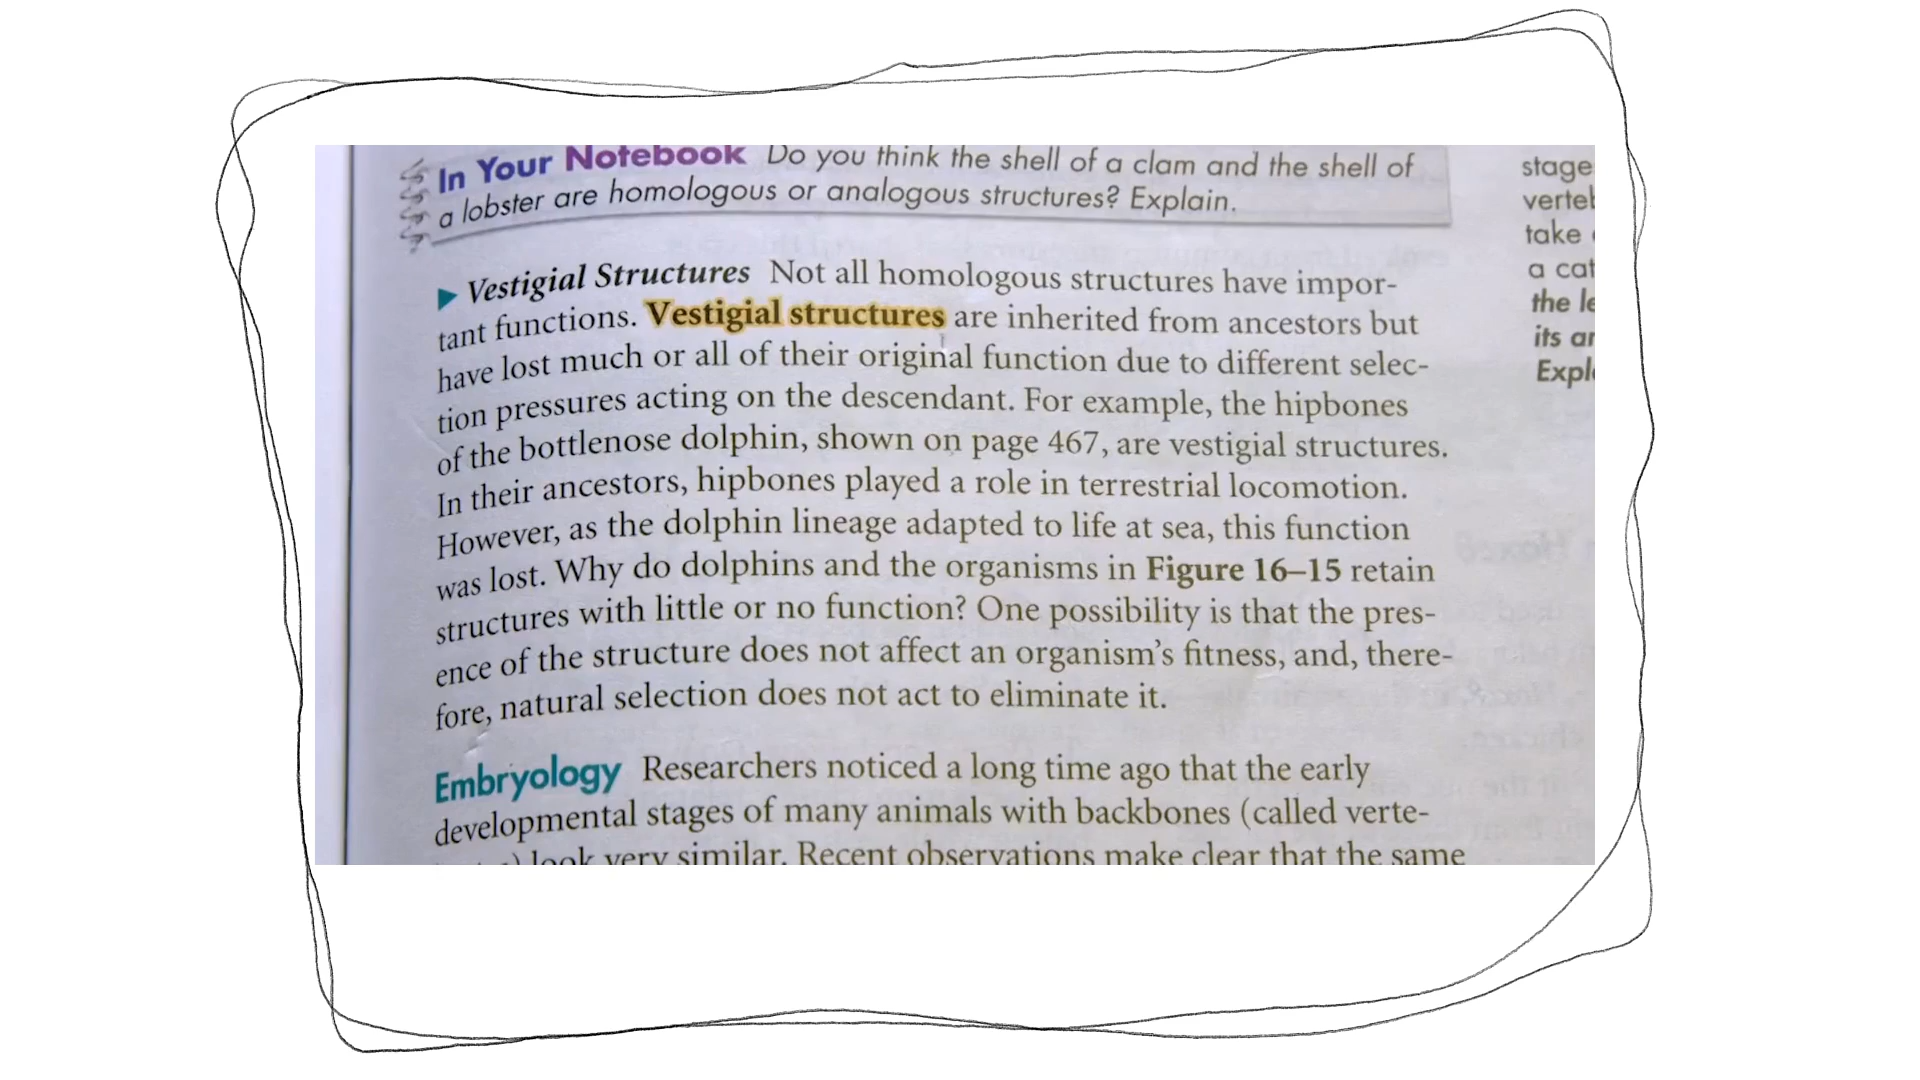 In Your Notebook Do you think the shell of a clam and the shell of
a lobster are homologous or analogous structures? Explain.
▶ Vestigial Structures Not all homologous structures have impor-
tant functions. Vestigial structures are inherited from ancestors but
have lost much or all of their original function due to different selec-
tion pressures acting on the descendant. For example, the hipbones
of the bottlenose dolphin, shown on page 467, are vestigial structures.
In their ancestors, hipbones played a role in terrestrial locomotion.
However, as the dolphin lineage adapted to life at sea, this function
was lost. Why do dolphins and the organisms in Figure 16–15 retain
structures with little or no function? One possibility is that the pres-
ence of the structure does not affect an organism's fitness, and, there-
fore, natural selection does not act to eliminate it.
Embryology Researchers noticed a long time ago that the early
developmental stages of many animals with backbones (called verte-
look very similar. Recent observations make clear that the same
stage
take
a cat